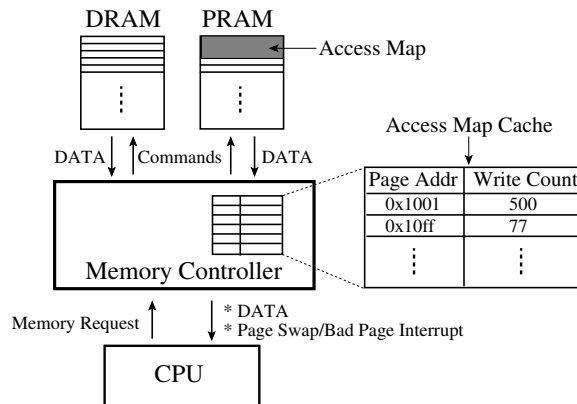 DRAM PRAM
Access Map
DATA Commands DATA
Access Map Cache
Page Addr Write Count
0x1001 500
0x10ff 77
Memory Controller
Memory Request
* DATA
* Page Swap/Bad Page Interrupt
CPU